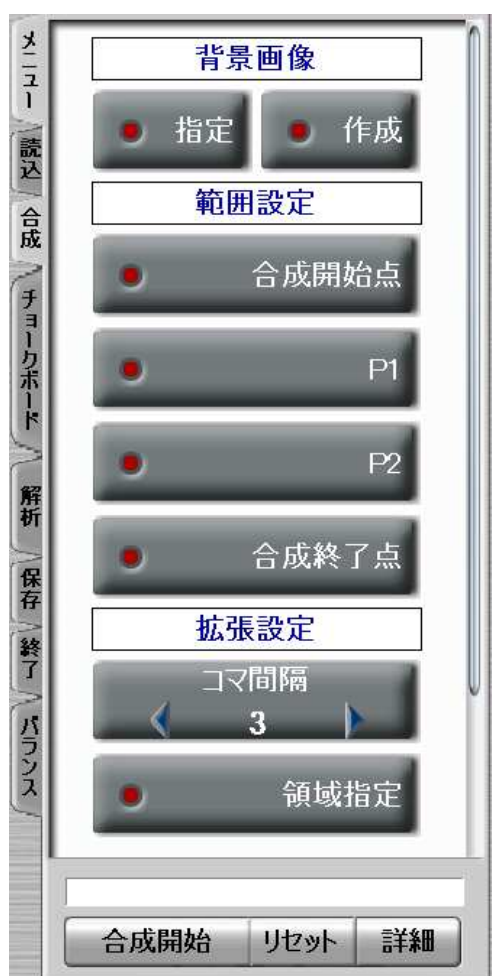 メニュー
読込
合成
チョークボード
解析
保存
終了
バランス
背景画像
指定
作成
範囲設定
合成開始点
P1
P2
合成終了点
拡張設定
コマ間隔
3
領域指定
合成開始
リセット
詳細